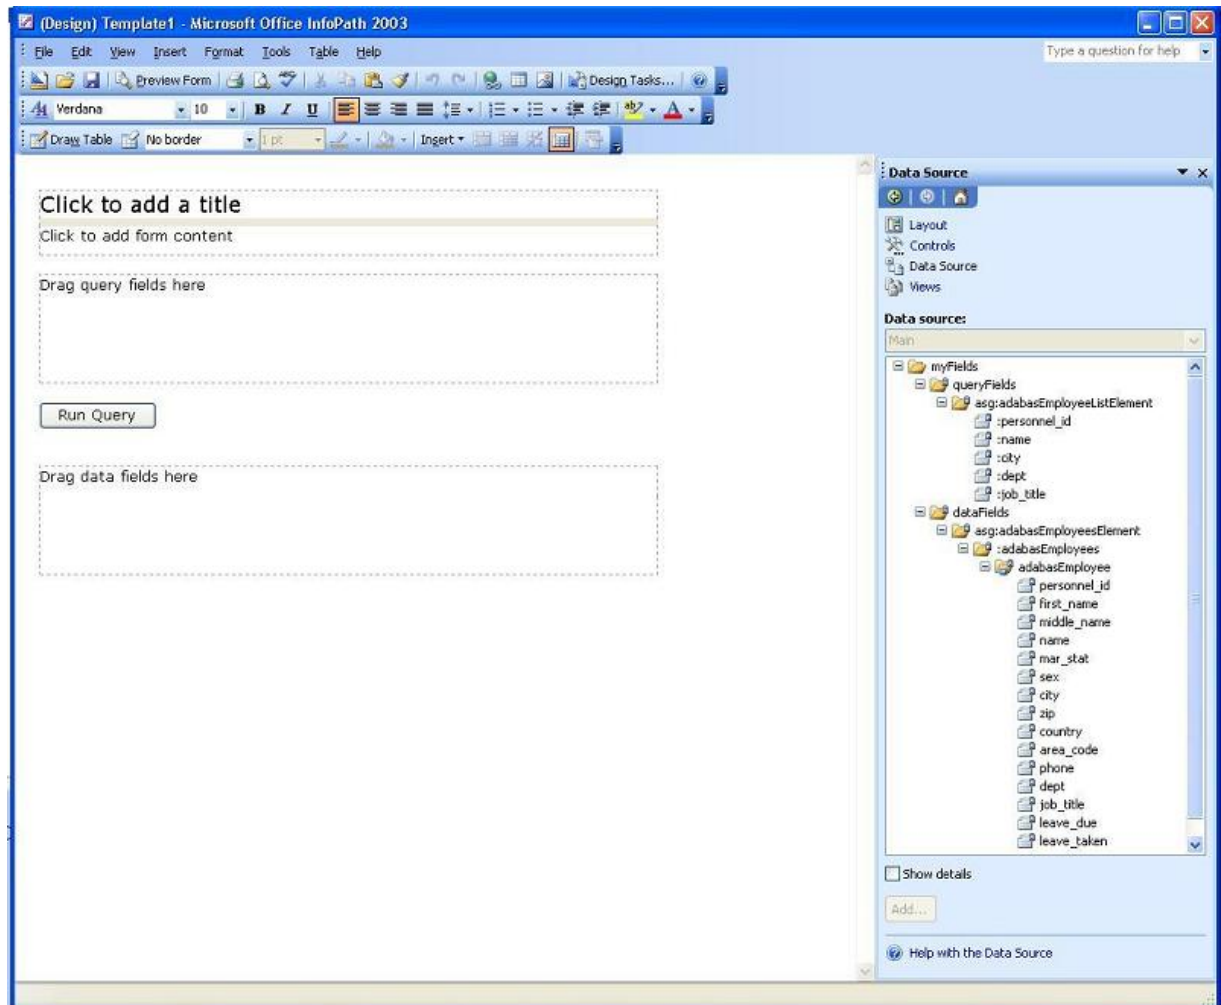 (Design) Template1 - Microsoft Office InfoPath 2003
File Edit View Insert Format Tools Table Help
Type a question for help
Preview Form Design Tasks...
Verdana 10 B I U
Draw Table No border 1 pt Insert
Click to add a title
Click to add form content
Drag query fields here
Run Query
Drag data fields here
Data Source
Layout
Controls
Data Source
Views
Data source:
Main
myFields
queryFields
asg:adabasEmployeeListElement
:personnel_id
:name
:city
:dept
:job_title
dataFields
asg:adabasEmployeesElement
:adabasEmployees
adabasEmployee
personnel_id
first_name
middle_name
name
mar_stat
sex
city
zip
country
area_code
phone
dept
job_title
leave_due
leave_taken
Show details
Add...
Help with the Data Source